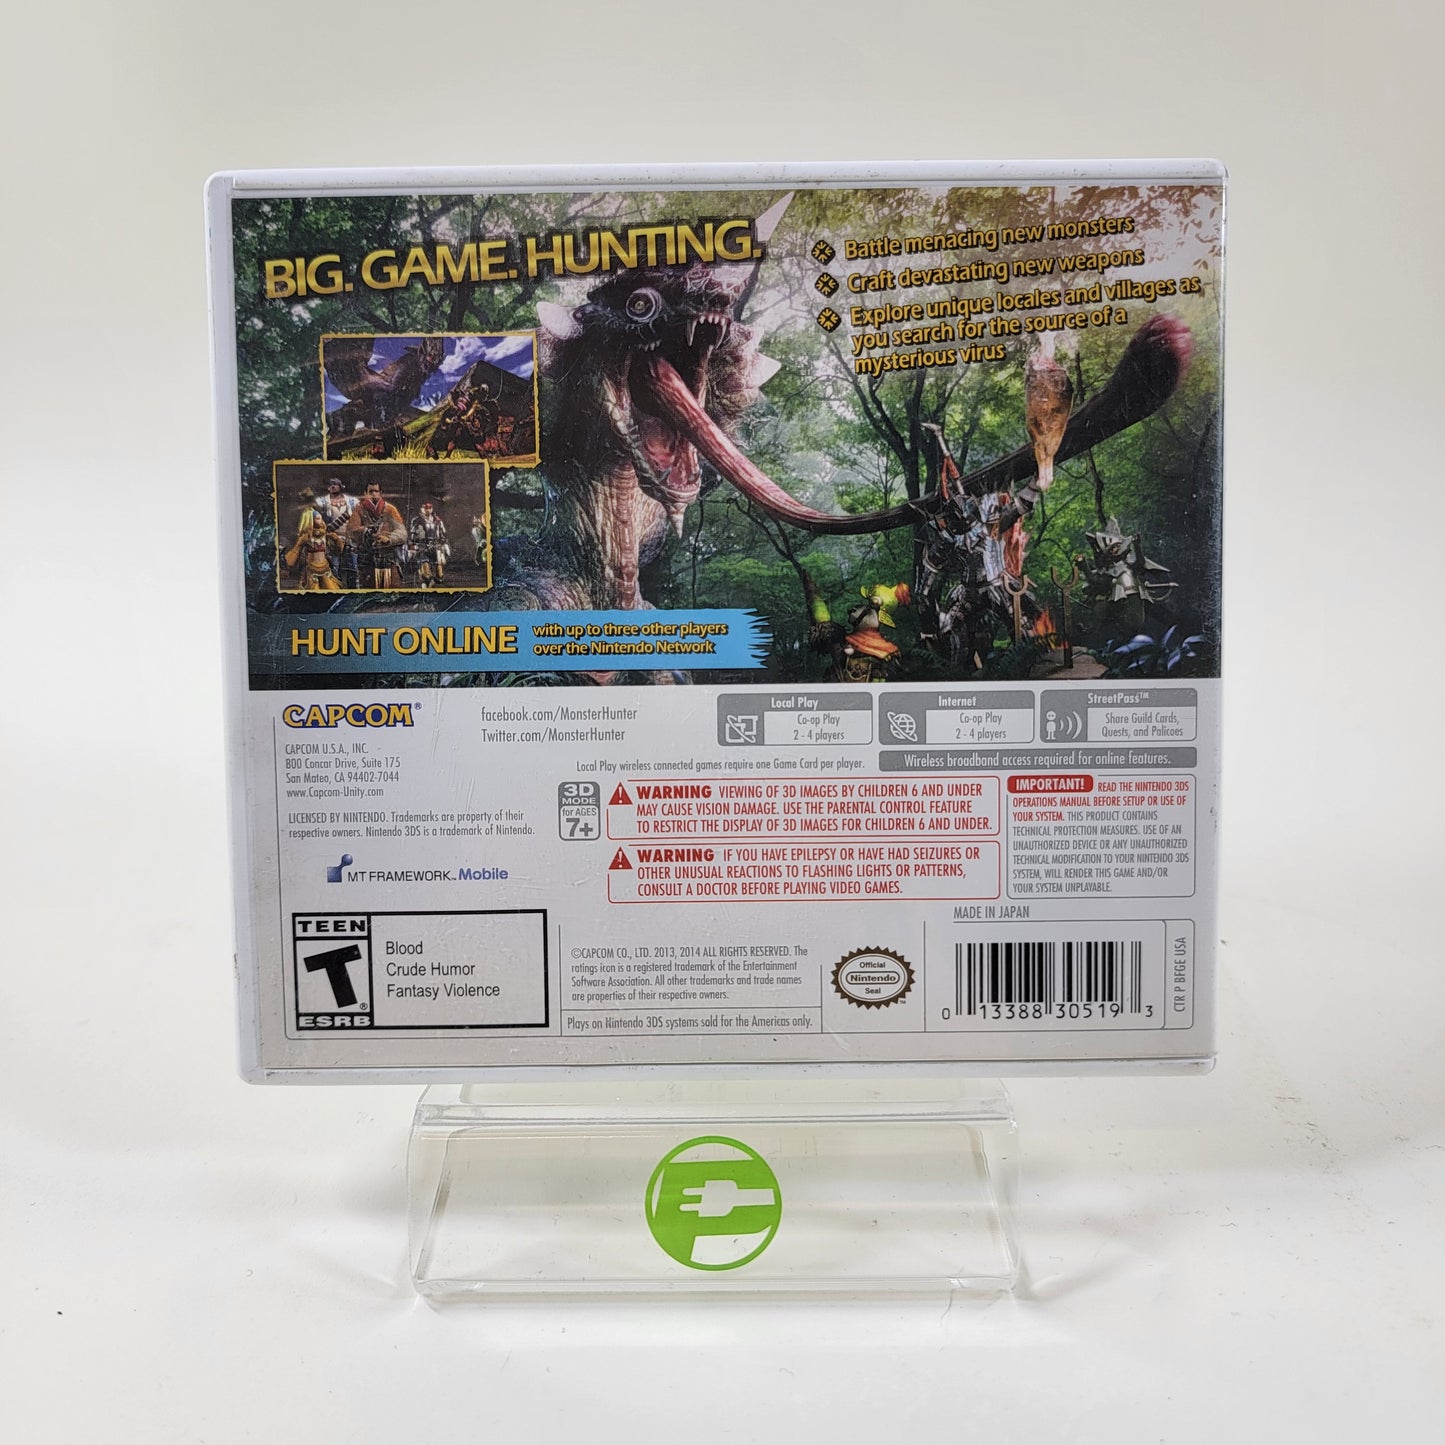 BIG. GAME. HUNTING.
Battle menacing new monsters
Craft devastating new weapons
Explore unique locales and villages as
you search for the source of a
mysterious virus
HUNT ONLINE
with up to three other players
over the Nintendo Network
CAPCOM®
CAPCOM U.S.A., INC.
800 Concar Drive, Suite 175
San Mateo, CA 94402-7044
www.Capcom-Unity.com
facebook.com/MonsterHunter
Twitter.com/MonsterHunter
Local Play
Co-op Play
2 - 4 players
Internet
Co-op Play
2 - 4 players
StreetPass™
Share Guild Cards,
Quests, and Palicoes
Local Play wireless connected games require one Game Card per player.
Wireless broadband access required for online features.
LICENSED BY NINTENDO. Trademarks are property of their
respective owners. Nintendo 3DS is a trademark of Nintendo.
MT FRAMEWORK™ Mobile
3D
MODE
for AGES
7+
WARNING VIEWING OF 3D IMAGES BY CHILDREN 6 AND UNDER
MAY CAUSE VISION DAMAGE. USE THE PARENTAL CONTROL FEATURE
TO RESTRICT THE DISPLAY OF 3D IMAGES FOR CHILDREN 6 AND UNDER.
WARNING IF YOU HAVE EPILEPSY OR HAVE HAD SEIZURES OR
OTHER UNUSUAL REACTIONS TO FLASHING LIGHTS OR PATTERNS,
CONSULT A DOCTOR BEFORE PLAYING VIDEO GAMES.
IMPORTANT! READ THE NINTENDO 3DS
OPERATIONS MANUAL BEFORE SETUP OR USE OF
YOUR SYSTEM. THIS PRODUCT CONTAINS
TECHNICAL PROTECTION MEASURES. USE OF AN
UNAUTHORIZED DEVICE OR ANY UNAUTHORIZED
TECHNICAL MODIFICATION TO YOUR NINTENDO 3DS
SYSTEM, WILL RENDER THIS GAME AND/OR
YOUR SYSTEM UNPLAYABLE.
TEEN
T
®
ESRB
Blood
Crude Humor
Fantasy Violence
©CAPCOM CO., LTD. 2013, 2014 ALL RIGHTS RESERVED. The
ratings icon is a registered trademark of the Entertainment
Software Association. All other trademarks and trade names
are properties of their respective owners.
Plays on Nintendo 3DS systems sold for the Americas only.
Official
Nintendo
Seal
™
MADE IN JAPAN
0 13388 30519 3
CTR P BFGE USA